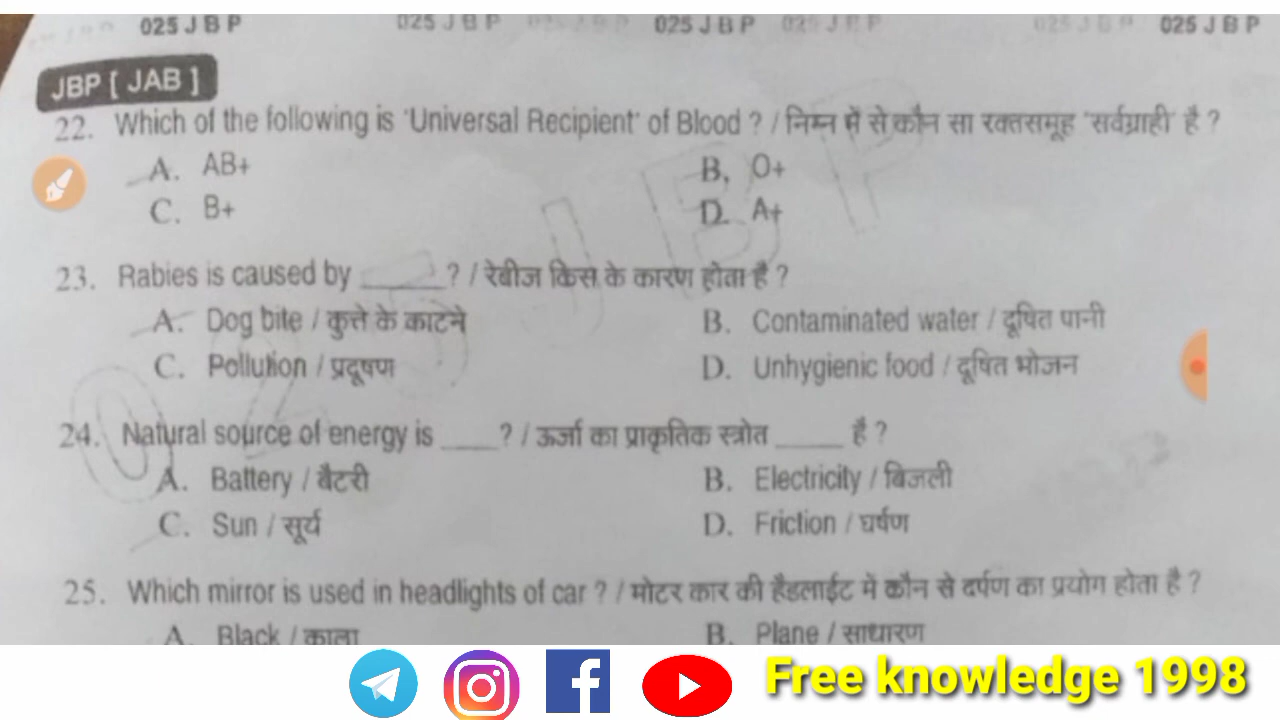 025 J B P 025 J B P 025 J B P 025 J B P 025 J B P 025 J B P
JBP [ JAB ]
22. Which of the following is 'Universal Recipient' of Blood ? / निम्न में से कौन सा रक्तसमूह 'सर्वग्राही' है ?
A. AB+ B. O+
C. B+ D. A+
23. Rabies is caused by ______? / रेबीज किस के कारण होता है ?
A. Dog bite / कुत्ते के काटने B. Contaminated water / दूषित पानी
C. Pollution / प्रदूषण D. Unhygienic food / दूषित भोजन
24. Natural source of energy is ____? / ऊर्जा का प्राकृतिक स्त्रोत _____ है ?
A. Battery / बैटरी B. Electricity / बिजली
C. Sun / सूर्य D. Friction / घर्षण
25. Which mirror is used in headlights of car ? / मोटर कार की हैडलाईट में कौन से दर्पण का प्रयोग होता है ?
A. Black / काला B. Plane / साधारण
025 J B P
Free knowledge 1998